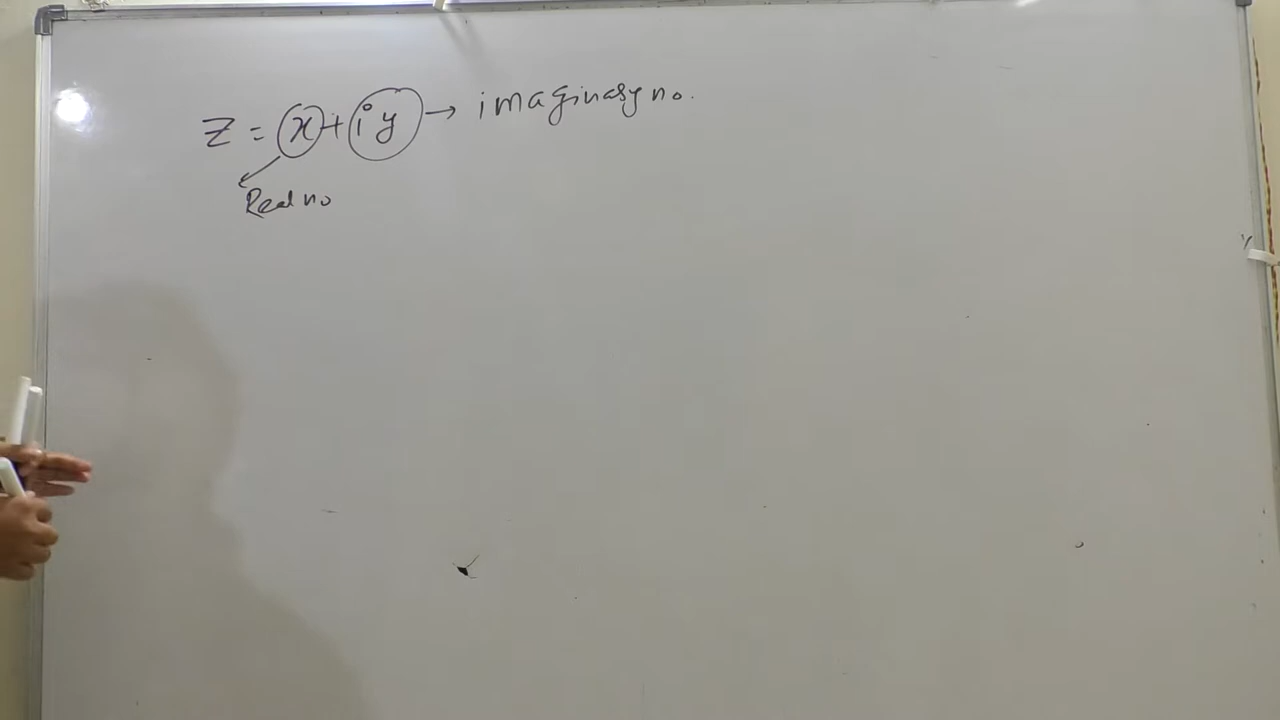 z = x + iy → imaginary no.
Real no